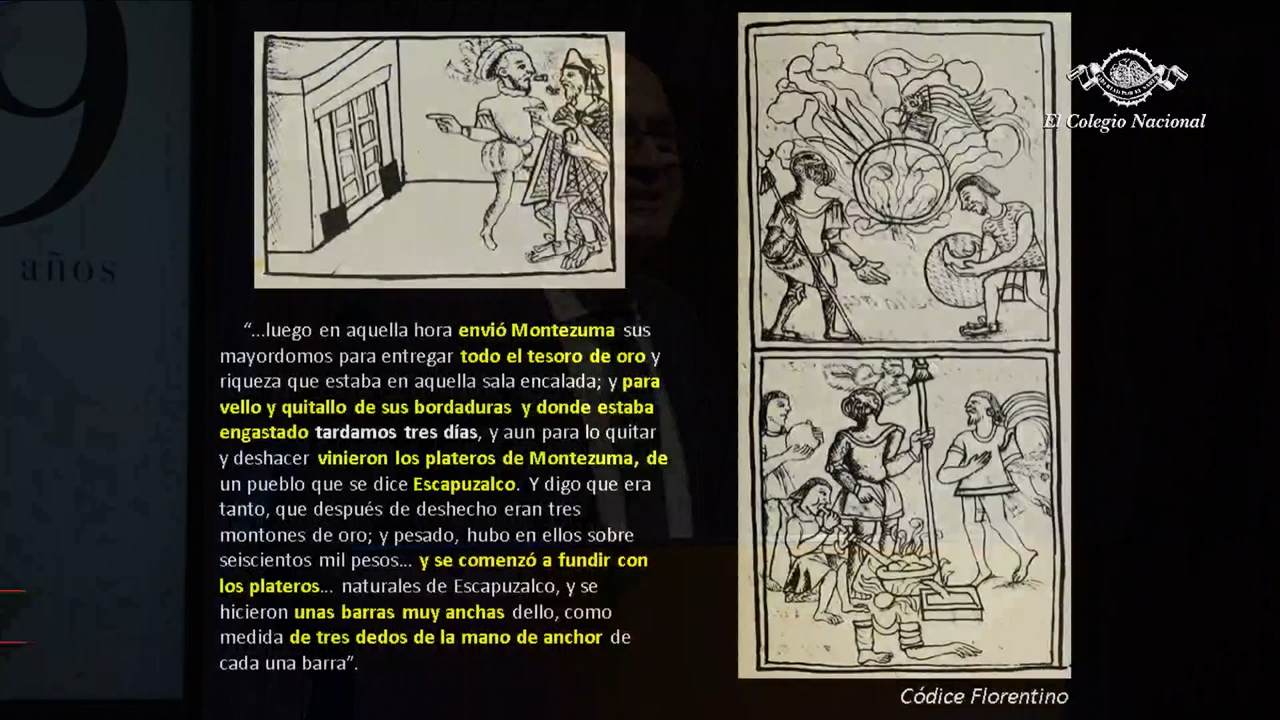 9
años
El Colegio Nacional
“...luego en aquella hora envió Montezuma sus
mayordomos para entregar todo el tesoro de oro y
riqueza que estaba en aquella sala encalada; y para
vello y quitallo de sus bordaduras y donde estaba
engastado tardamos tres días, y aun para lo quitar
y deshacer vinieron los plateros de Montezuma, de
un pueblo que se dice Escapuzalco. Y digo que era
tanto, que después de deshecho eran tres
montones de oro; y pesado, hubo en ellos sobre
seiscientos mil pesos... y se comenzó a fundir con
los plateros... naturales de Escapuzalco, y se
hicieron unas barras muy anchas dello, como
medida de tres dedos de la mano de anchor de
cada una barra”.
Códice Florentino